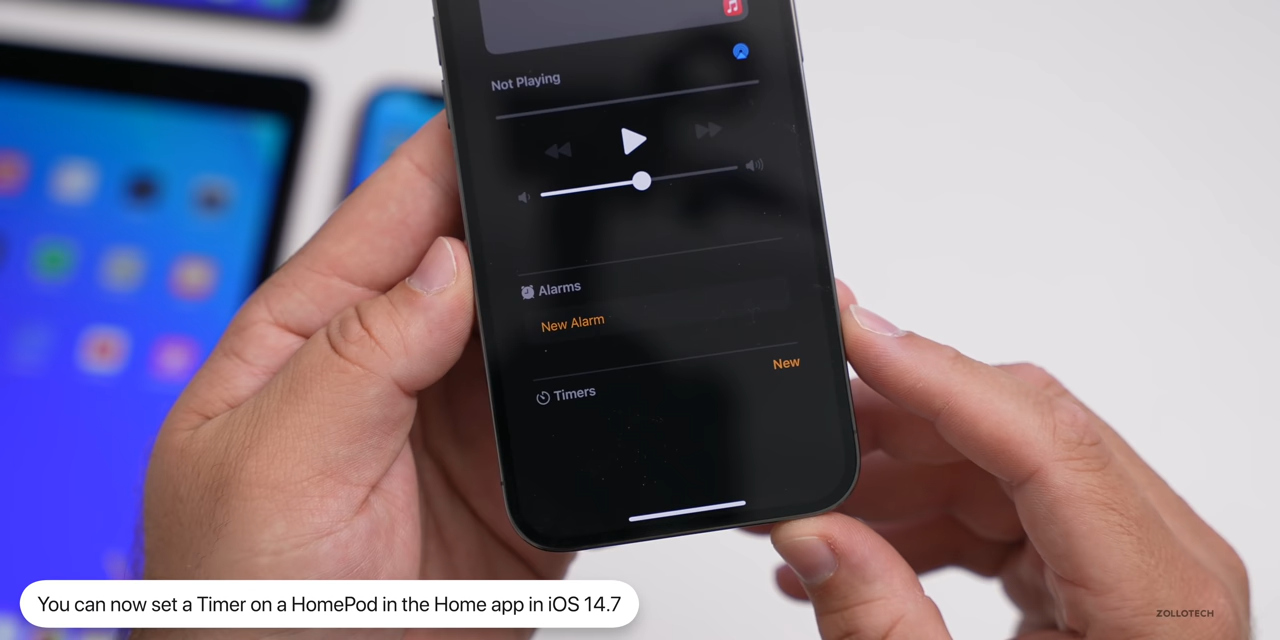 Not Playing
Alarms
New Alarm
New
Timers
You can now set a Timer on a HomePod in the Home app in iOS 14.7
ZOLLOTECH